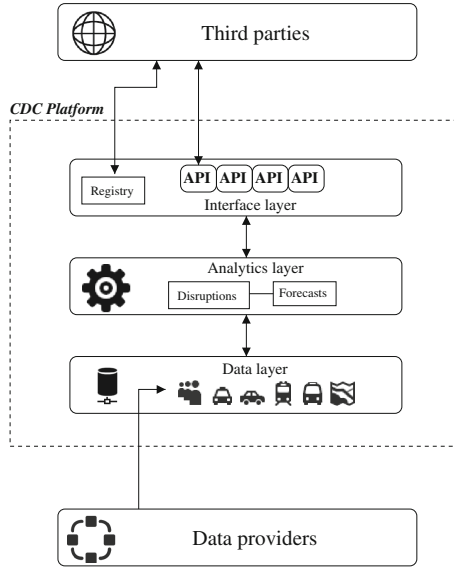 Third parties
CDC Platform
API API API API
Registry
Interface layer
Analytics layer
Disruptions Forecasts
Data layer
Data providers